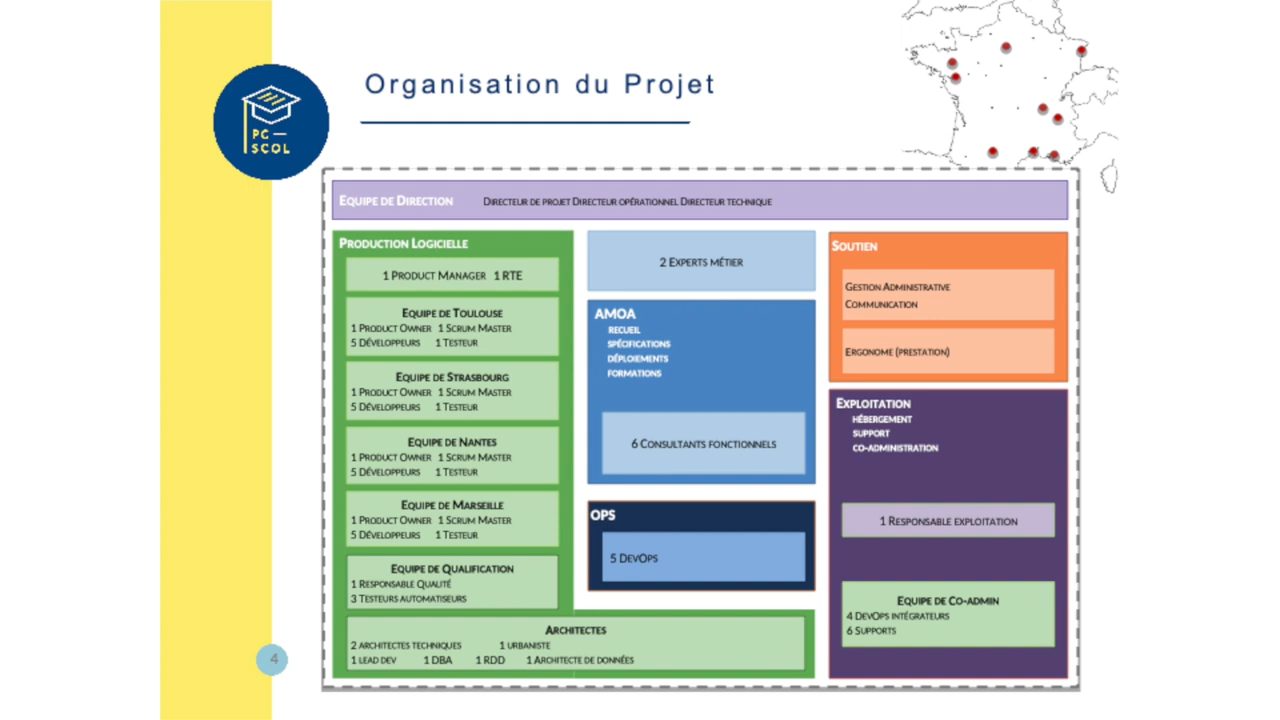 Organisation du Projet
PC —
SCOL
EQUIPE DE DIRECTION DIRECTEUR DE PROJET DIRECTEUR OPÉRATIONNEL DIRECTEUR TECHNIQUE
PRODUCTION LOGICIELLE
1 PRODUCT MANAGER 1 RTE
EQUIPE DE TOULOUSE
1 PRODUCT OWNER 1 SCRUM MASTER
5 DÉVELOPPEURS 1 TESTEUR
EQUIPE DE STRASBOURG
1 PRODUCT OWNER 1 SCRUM MASTER
5 DÉVELOPPEURS 1 TESTEUR
EQUIPE DE NANTES
1 PRODUCT OWNER 1 SCRUM MASTER
5 DÉVELOPPEURS 1 TESTEUR
EQUIPE DE MARSEILLE
1 PRODUCT OWNER 1 SCRUM MASTER
5 DÉVELOPPEURS 1 TESTEUR
EQUIPE DE QUALIFICATION
1 RESPONSABLE QUALITÉ
3 TESTEURS AUTOMATISEURS
ARCHITECTES
2 ARCHITECTES TECHNIQUES 1 URBANISTE
1 LEAD DEV 1 DBA 1 RDD 1 ARCHITECTE DE DONNÉES
2 EXPERTS MÉTIER
AMOA
RECUEIL
SPÉCIFICATIONS
DÉPLOIEMENTS
FORMATIONS
6 CONSULTANTS FONCTIONNELS
OPS
5 DEVOPS
SOUTIEN
GESTION ADMINISTRATIVE
COMMUNICATION
ERGONOME (PRESTATION)
EXPLOITATION
HÉBERGEMENT
SUPPORT
CO-ADMINISTRATION
1 RESPONSABLE EXPLOITATION
EQUIPE DE CO-ADMIN
4 DEVOPS INTÉGRATEURS
6 SUPPORTS
4